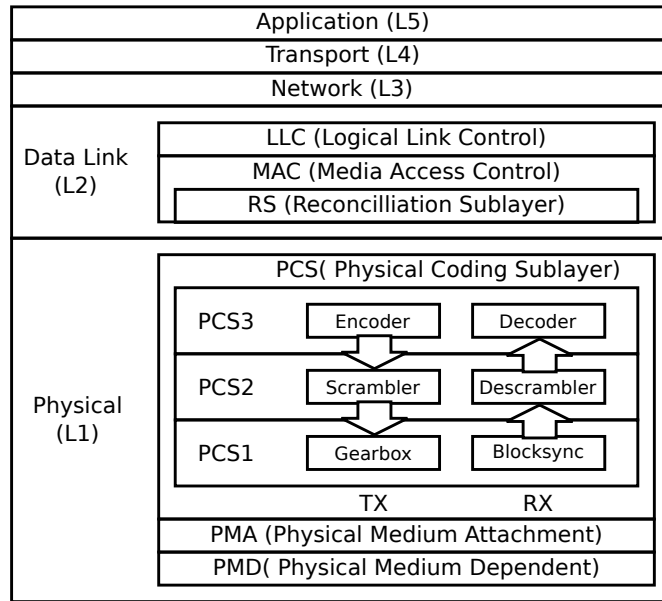 Application (L5)
Transport (L4)
Network (L3)
Data Link
(L2)
LLC (Logical Link Control)
MAC (Media Access Control)
RS (Reconcilliation Sublayer)
Physical
(L1)
PCS( Physical Coding Sublayer)
PCS3 Encoder Decoder
PCS2 Scrambler Descrambler
PCS1 Gearbox Blocksync
TX RX
PMA (Physical Medium Attachment)
PMD( Physical Medium Dependent)